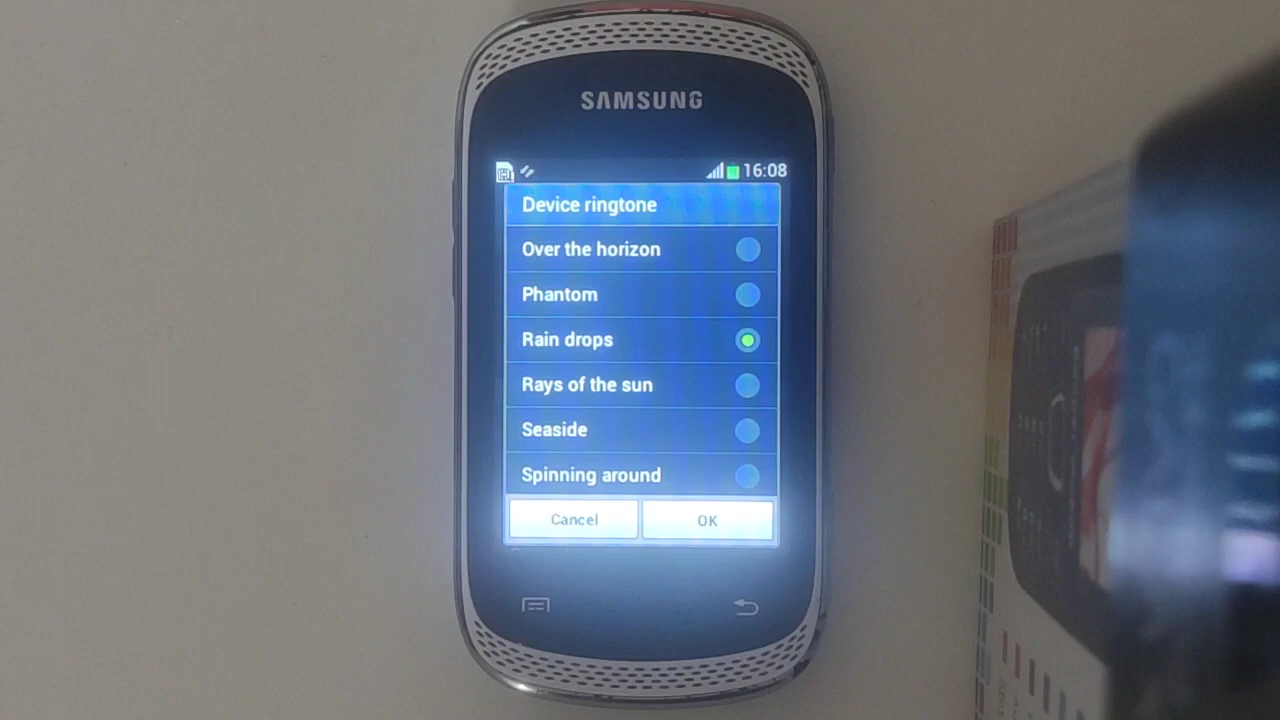 SAMSUNG
16:08
Device ringtone
Over the horizon
Phantom
Rain drops
Rays of the sun
Seaside
Spinning around
Cancel
OK